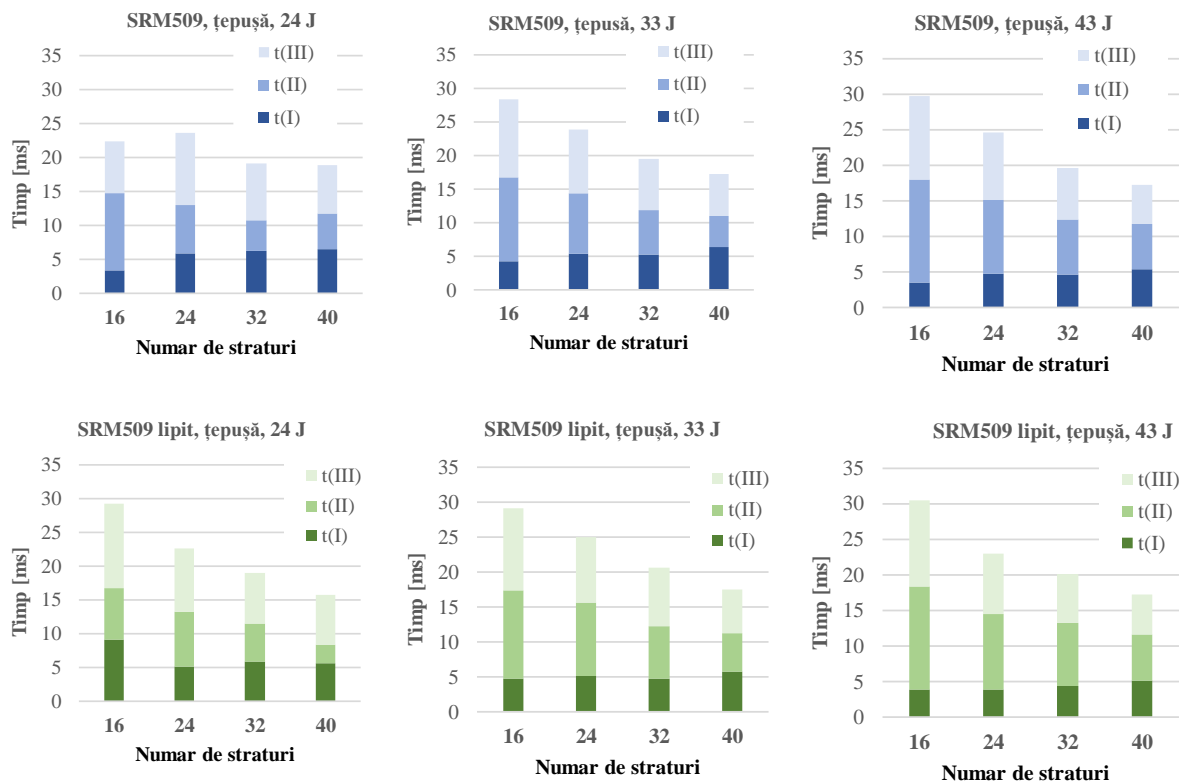 SRM509, țepușă, 24 J
35
30
25
20
15
10
5
0
Timp [ms]
t(III)
t(II)
t(I)
16 24 32 40
Numar de straturi
SRM509, țepușă, 33 J
35
30
25
20
15
10
5
0
Timp [ms]
t(III)
t(II)
t(I)
16 24 32 40
Numar de straturi
SRM509, țepușă, 43 J
35
30
25
20
15
10
5
0
Timp [ms]
t(III)
t(II)
t(I)
16 24 32 40
Numar de straturi
SRM509 lipit, țepușă, 24 J
35
30
25
20
15
10
5
0
Timp [ms]
t(III)
t(II)
t(I)
16 24 32 40
Numar de straturi
SRM509 lipit, țepușă, 33 J
35
30
25
20
15
10
5
0
Timp [ms]
t(III)
t(II)
t(I)
16 24 32 40
Numar de straturi
SRM509 lipit, țepușă, 43 J
35
30
25
20
15
10
5
0
Timp [ms]
t(III)
t(II)
t(I)
16 24 32 40
Numar de straturi